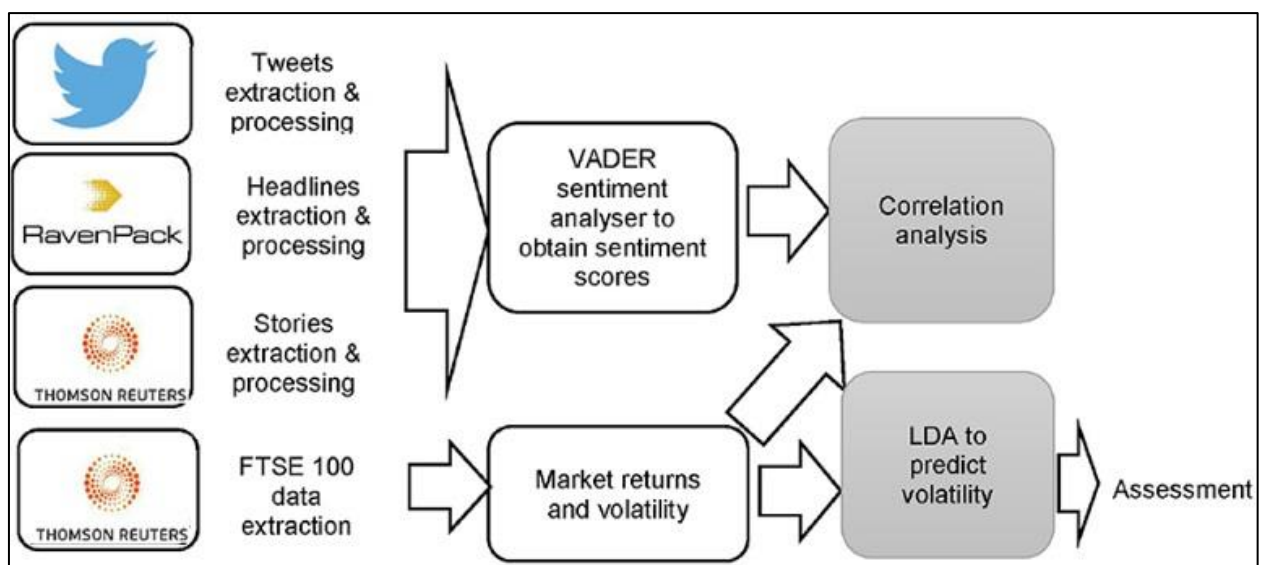 Tweets
extraction &
processing
RavenPack
Headlines
extraction &
processing
THOMSON REUTERS
Stories
extraction &
processing
THOMSON REUTERS
FTSE 100
data
extraction
VADER
sentiment
analyser to
obtain sentiment
scores
Market returns
and volatility
Correlation
analysis
LDA to
predict
volatility
Assessment